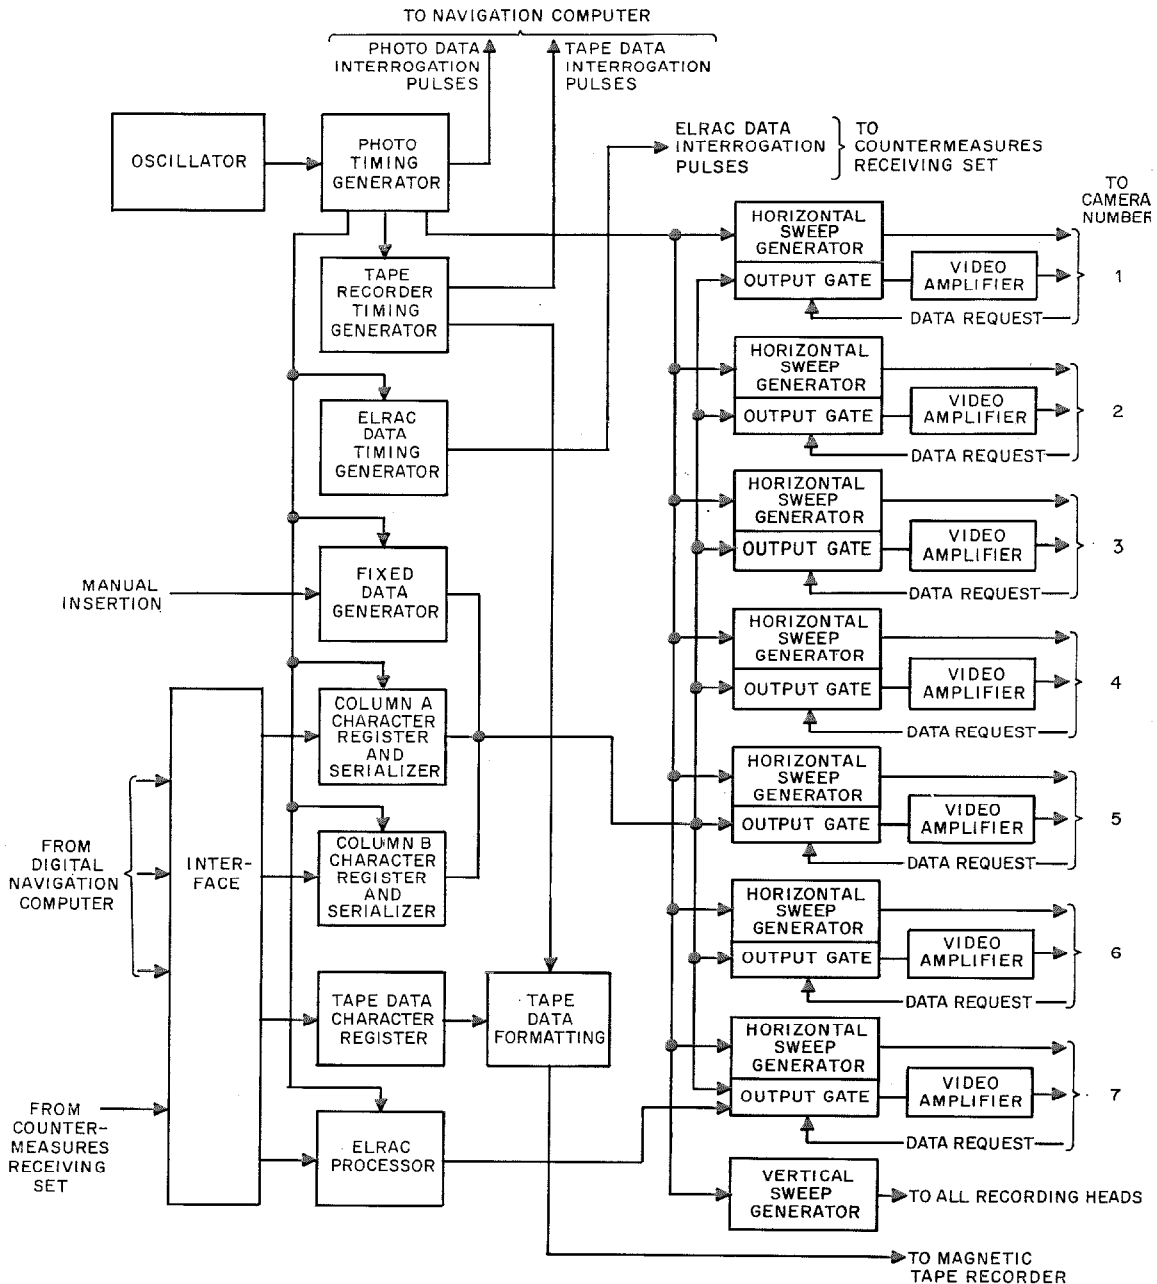 TO NAVIGATION COMPUTER
PHOTO DATA
INTERROGATION
PULSES
TAPE DATA
INTERROGATION
PULSES
OSCILLATOR
PHOTO
TIMING
GENERATOR
ELRAC DATA
INTERROGATION
PULSES
TO
COUNTERMEASURES
RECEIVING SET
TO
CAMERA
NUMBER
TAPE
RECORDER
TIMING
GENERATOR
HORIZONTAL
SWEEP
GENERATOR
OUTPUT GATE
VIDEO
AMPLIFIER
DATA REQUEST
1
HORIZONTAL
SWEEP
GENERATOR
OUTPUT GATE
VIDEO
AMPLIFIER
DATA REQUEST
2
ELRAC
DATA
TIMING
GENERATOR
HORIZONTAL
SWEEP
GENERATOR
OUTPUT GATE
VIDEO
AMPLIFIER
DATA REQUEST
3
MANUAL
INSERTION
FIXED
DATA
GENERATOR
HORIZONTAL
SWEEP
GENERATOR
OUTPUT GATE
VIDEO
AMPLIFIER
DATA REQUEST
4
COLUMN A
CHARACTER
REGISTER
AND
SERIALIZER
HORIZONTAL
SWEEP
GENERATOR
OUTPUT GATE
VIDEO
AMPLIFIER
DATA REQUEST
5
FROM
DIGITAL
NAVIGATION
COMPUTER
INTER-
FACE
COLUMN B
CHARACTER
REGISTER
AND
SERIALIZER
HORIZONTAL
SWEEP
GENERATOR
OUTPUT GATE
VIDEO
AMPLIFIER
DATA REQUEST
6
TAPE DATA
CHARACTER
REGISTER
TAPE
DATA
FORMATTING
HORIZONTAL
SWEEP
GENERATOR
OUTPUT GATE
VIDEO
AMPLIFIER
DATA REQUEST
7
FROM
COUNTER-
MEASURES
RECEIVING
SET
ELRAC
PROCESSOR
VERTICAL
SWEEP
GENERATOR
TO ALL RECORDING HEADS
TO MAGNETIC
TAPE RECORDER